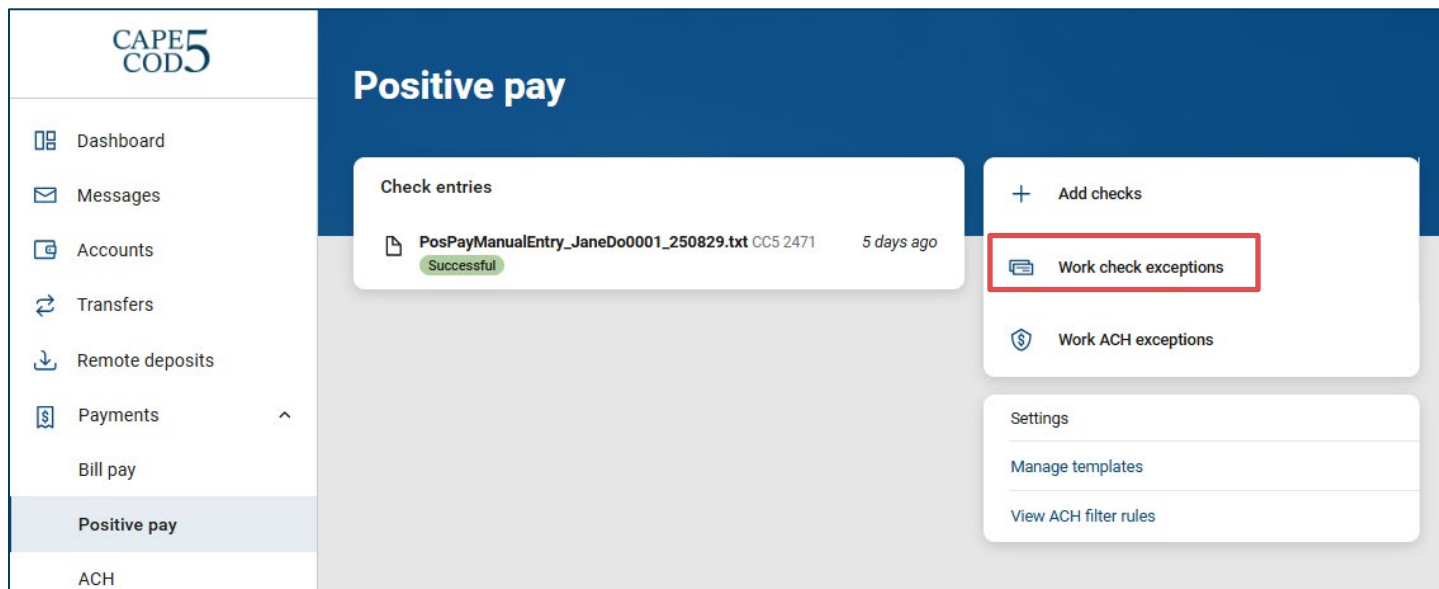 CAPE
COD5
Dashboard
Messages
Accounts
Transfers
Remote deposits
Payments
Bill pay
Positive pay
ACH
Positive pay
Check entries
PosPayManualEntry_JaneDo0001_250829.txt CC5 2471 5 days ago
Successful
Add checks
Work check exceptions
Work ACH exceptions
Settings
Manage templates
View ACH filter rules